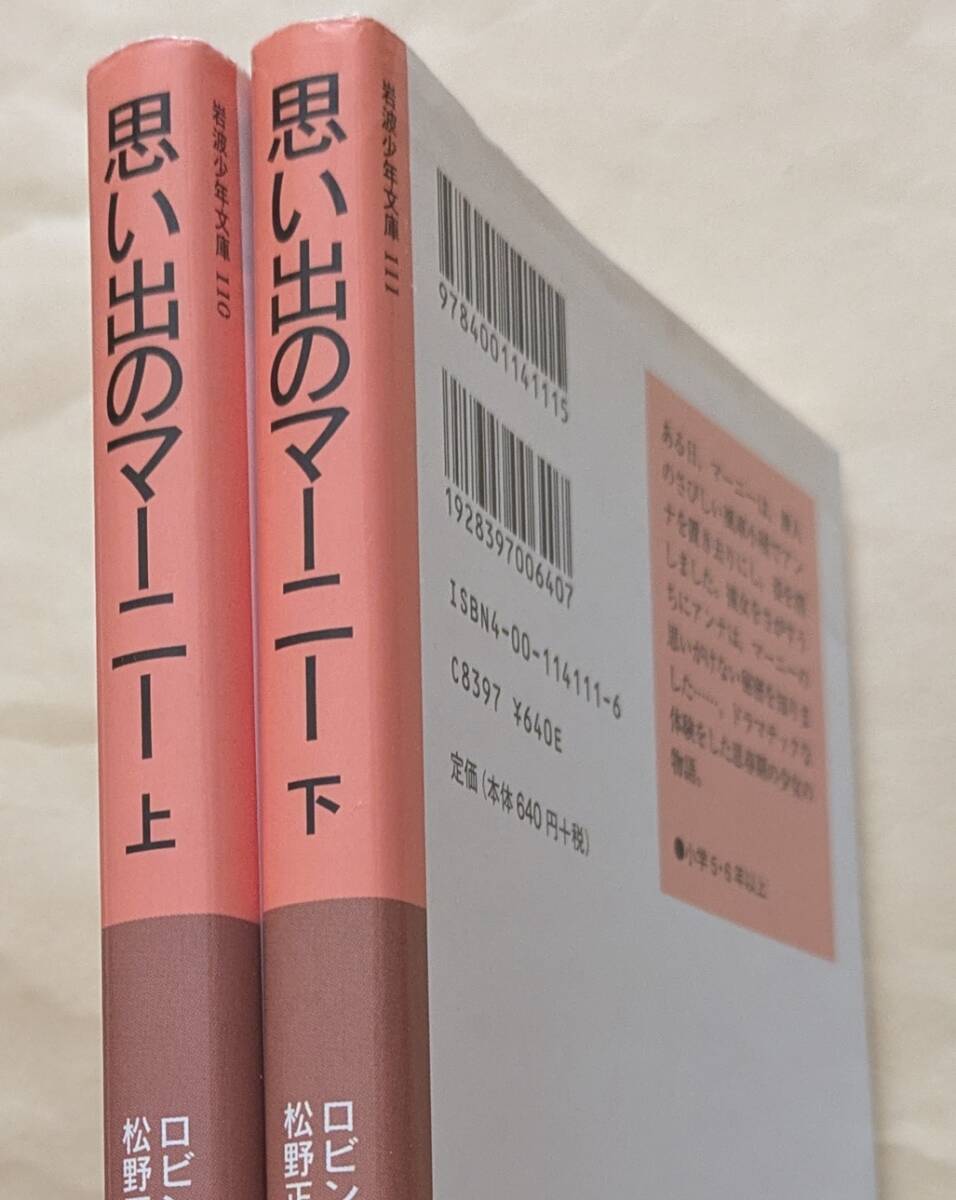 岩波少年文庫 110
思い出のマーニー 上
ロビン
松野
岩波少年文庫 111
思い出のマーニー 下
ロビン
松野正
9784001141115
1928397006407
ISBN4-00-114111-6
C8397 ¥640E
定価(本体640円+税)
ある日、マーニーは、無人
のさびしい風車小屋でアン
ナを置き去りにし、姿を消
しました。彼女をさがすう
ちにアンナは、マーニーの
思いがけない秘密を知りま
した……。ドラマチックな
体験をした思春期の少女の
物語。
●小学5・6年以上